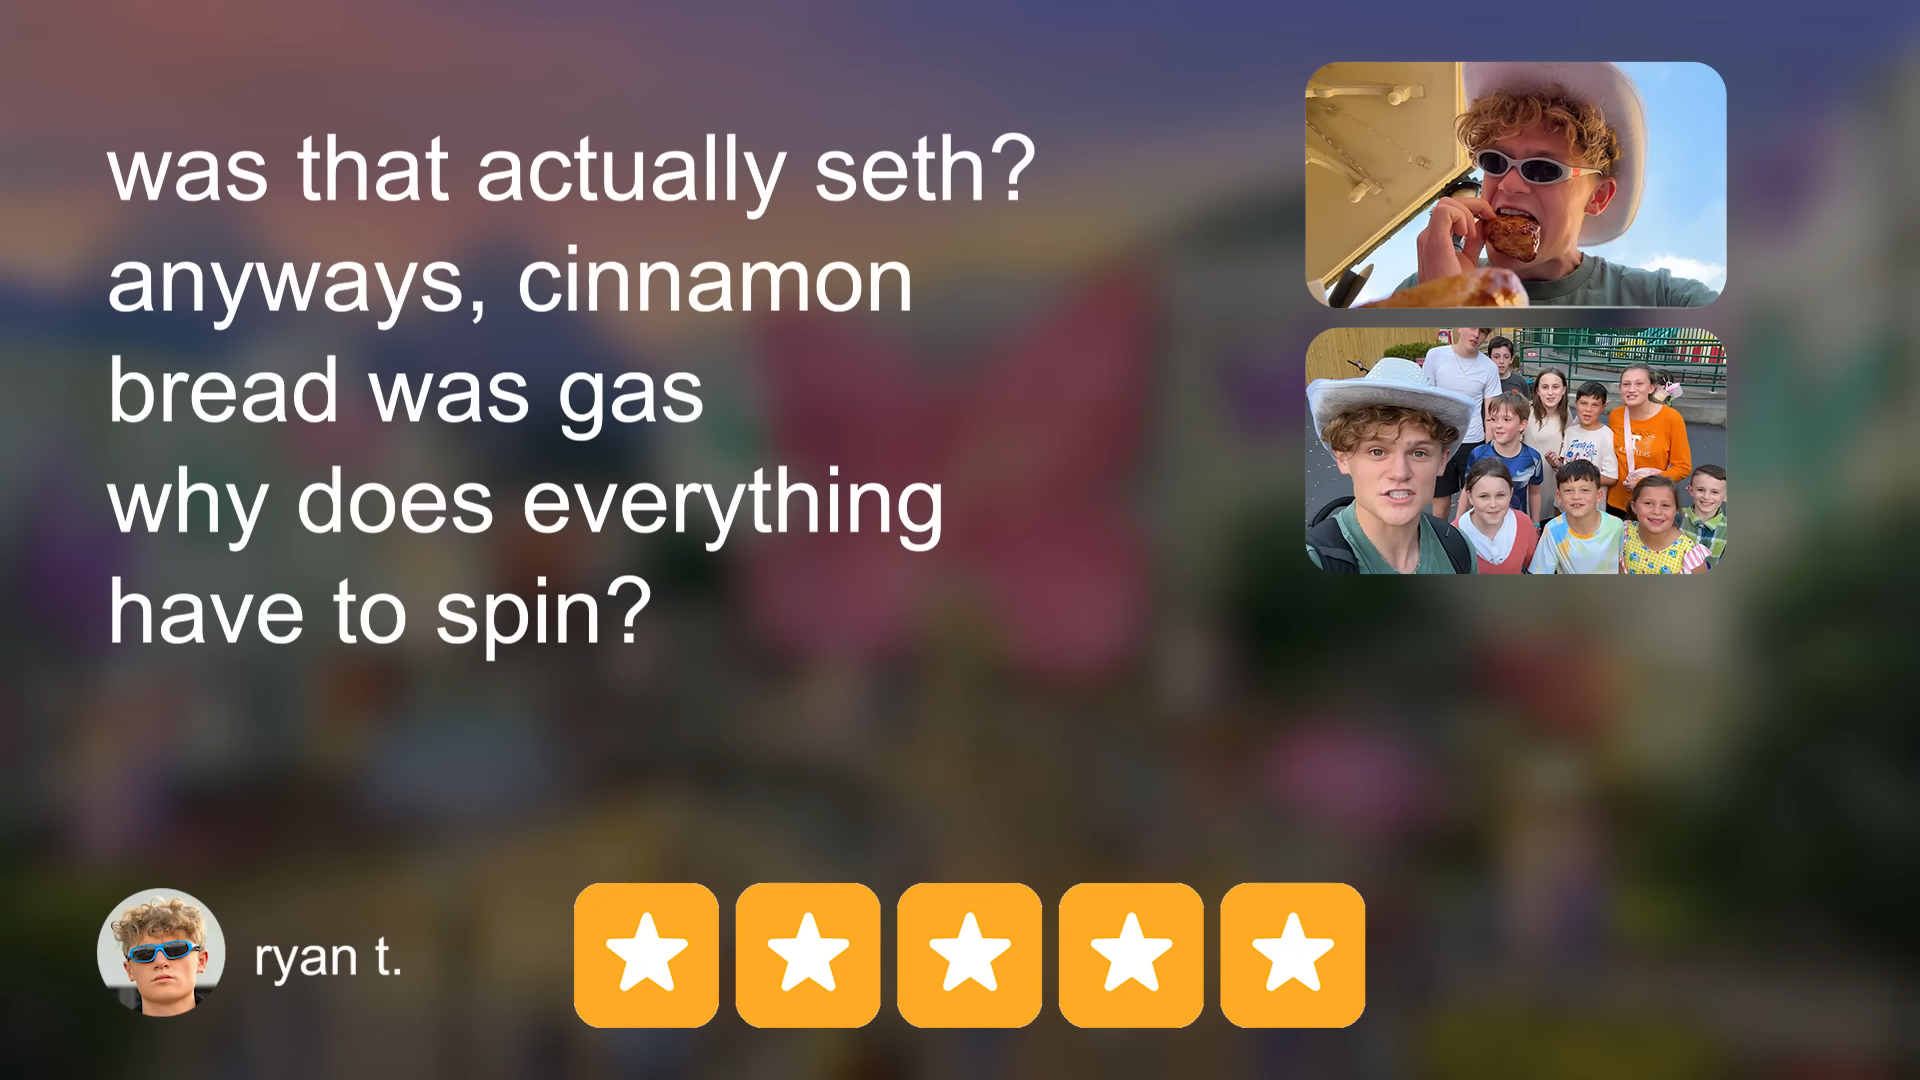 was that actually seth?
anyways, cinnamon
bread was gas
why does everything
have to spin?
ryan t.